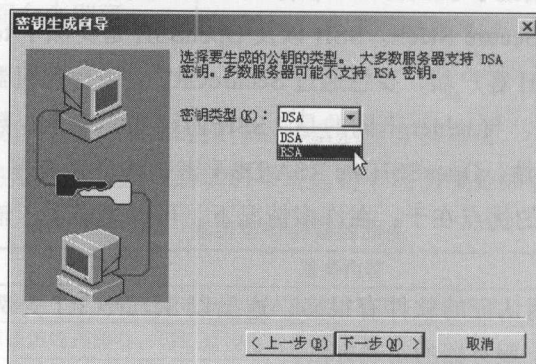 密钥生成向导
选择要生成的公钥的类型。 大多数服务器支持 DSA
密钥。多数服务器可能不支持 RSA 密钥。
密钥类型(K)： DSA
DSA
RSA
< 上一步(B) 下一步(N) > 取消